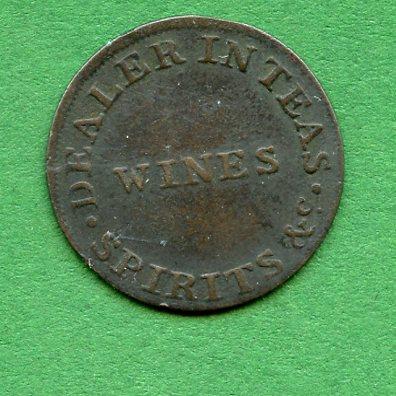 · DEALER IN TEAS ·
WINES
SPIRITS &c.